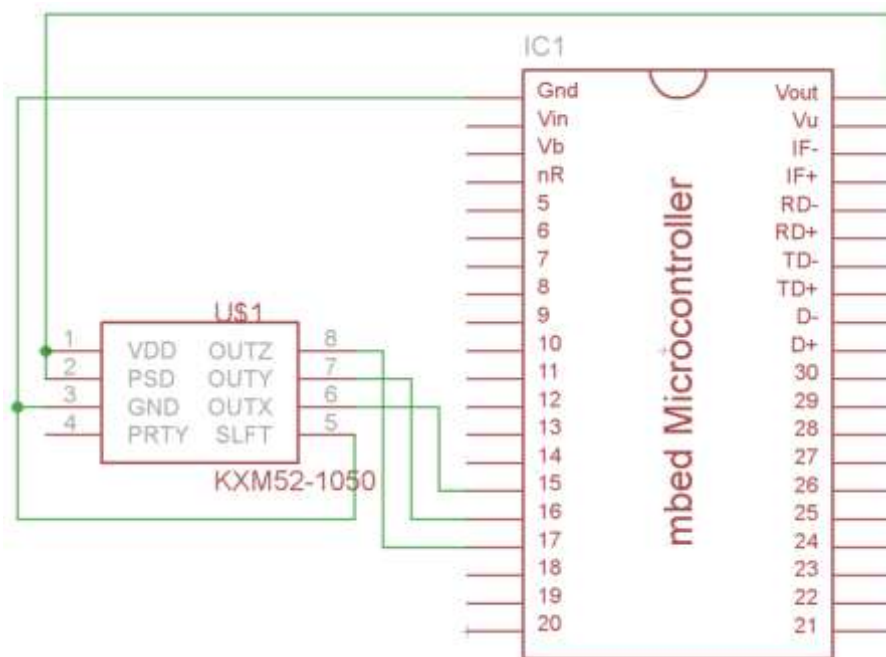 IC1
Gnd Vout
Vin Vu
Vb IF-
nR IF+
5 RD-
6 RD+
7 TD-
8 TD+
9 D-
10 D+
11 30
12 29
13 28
14 27
15 26
16 25
17 24
18 23
19 22
20 21
mbed Microcontroller
U$1
1 VDD OUTZ 8
2 PSD OUTY 7
3 GND OUTX 6
4 PRTY SLFT 5
KXM52-1050